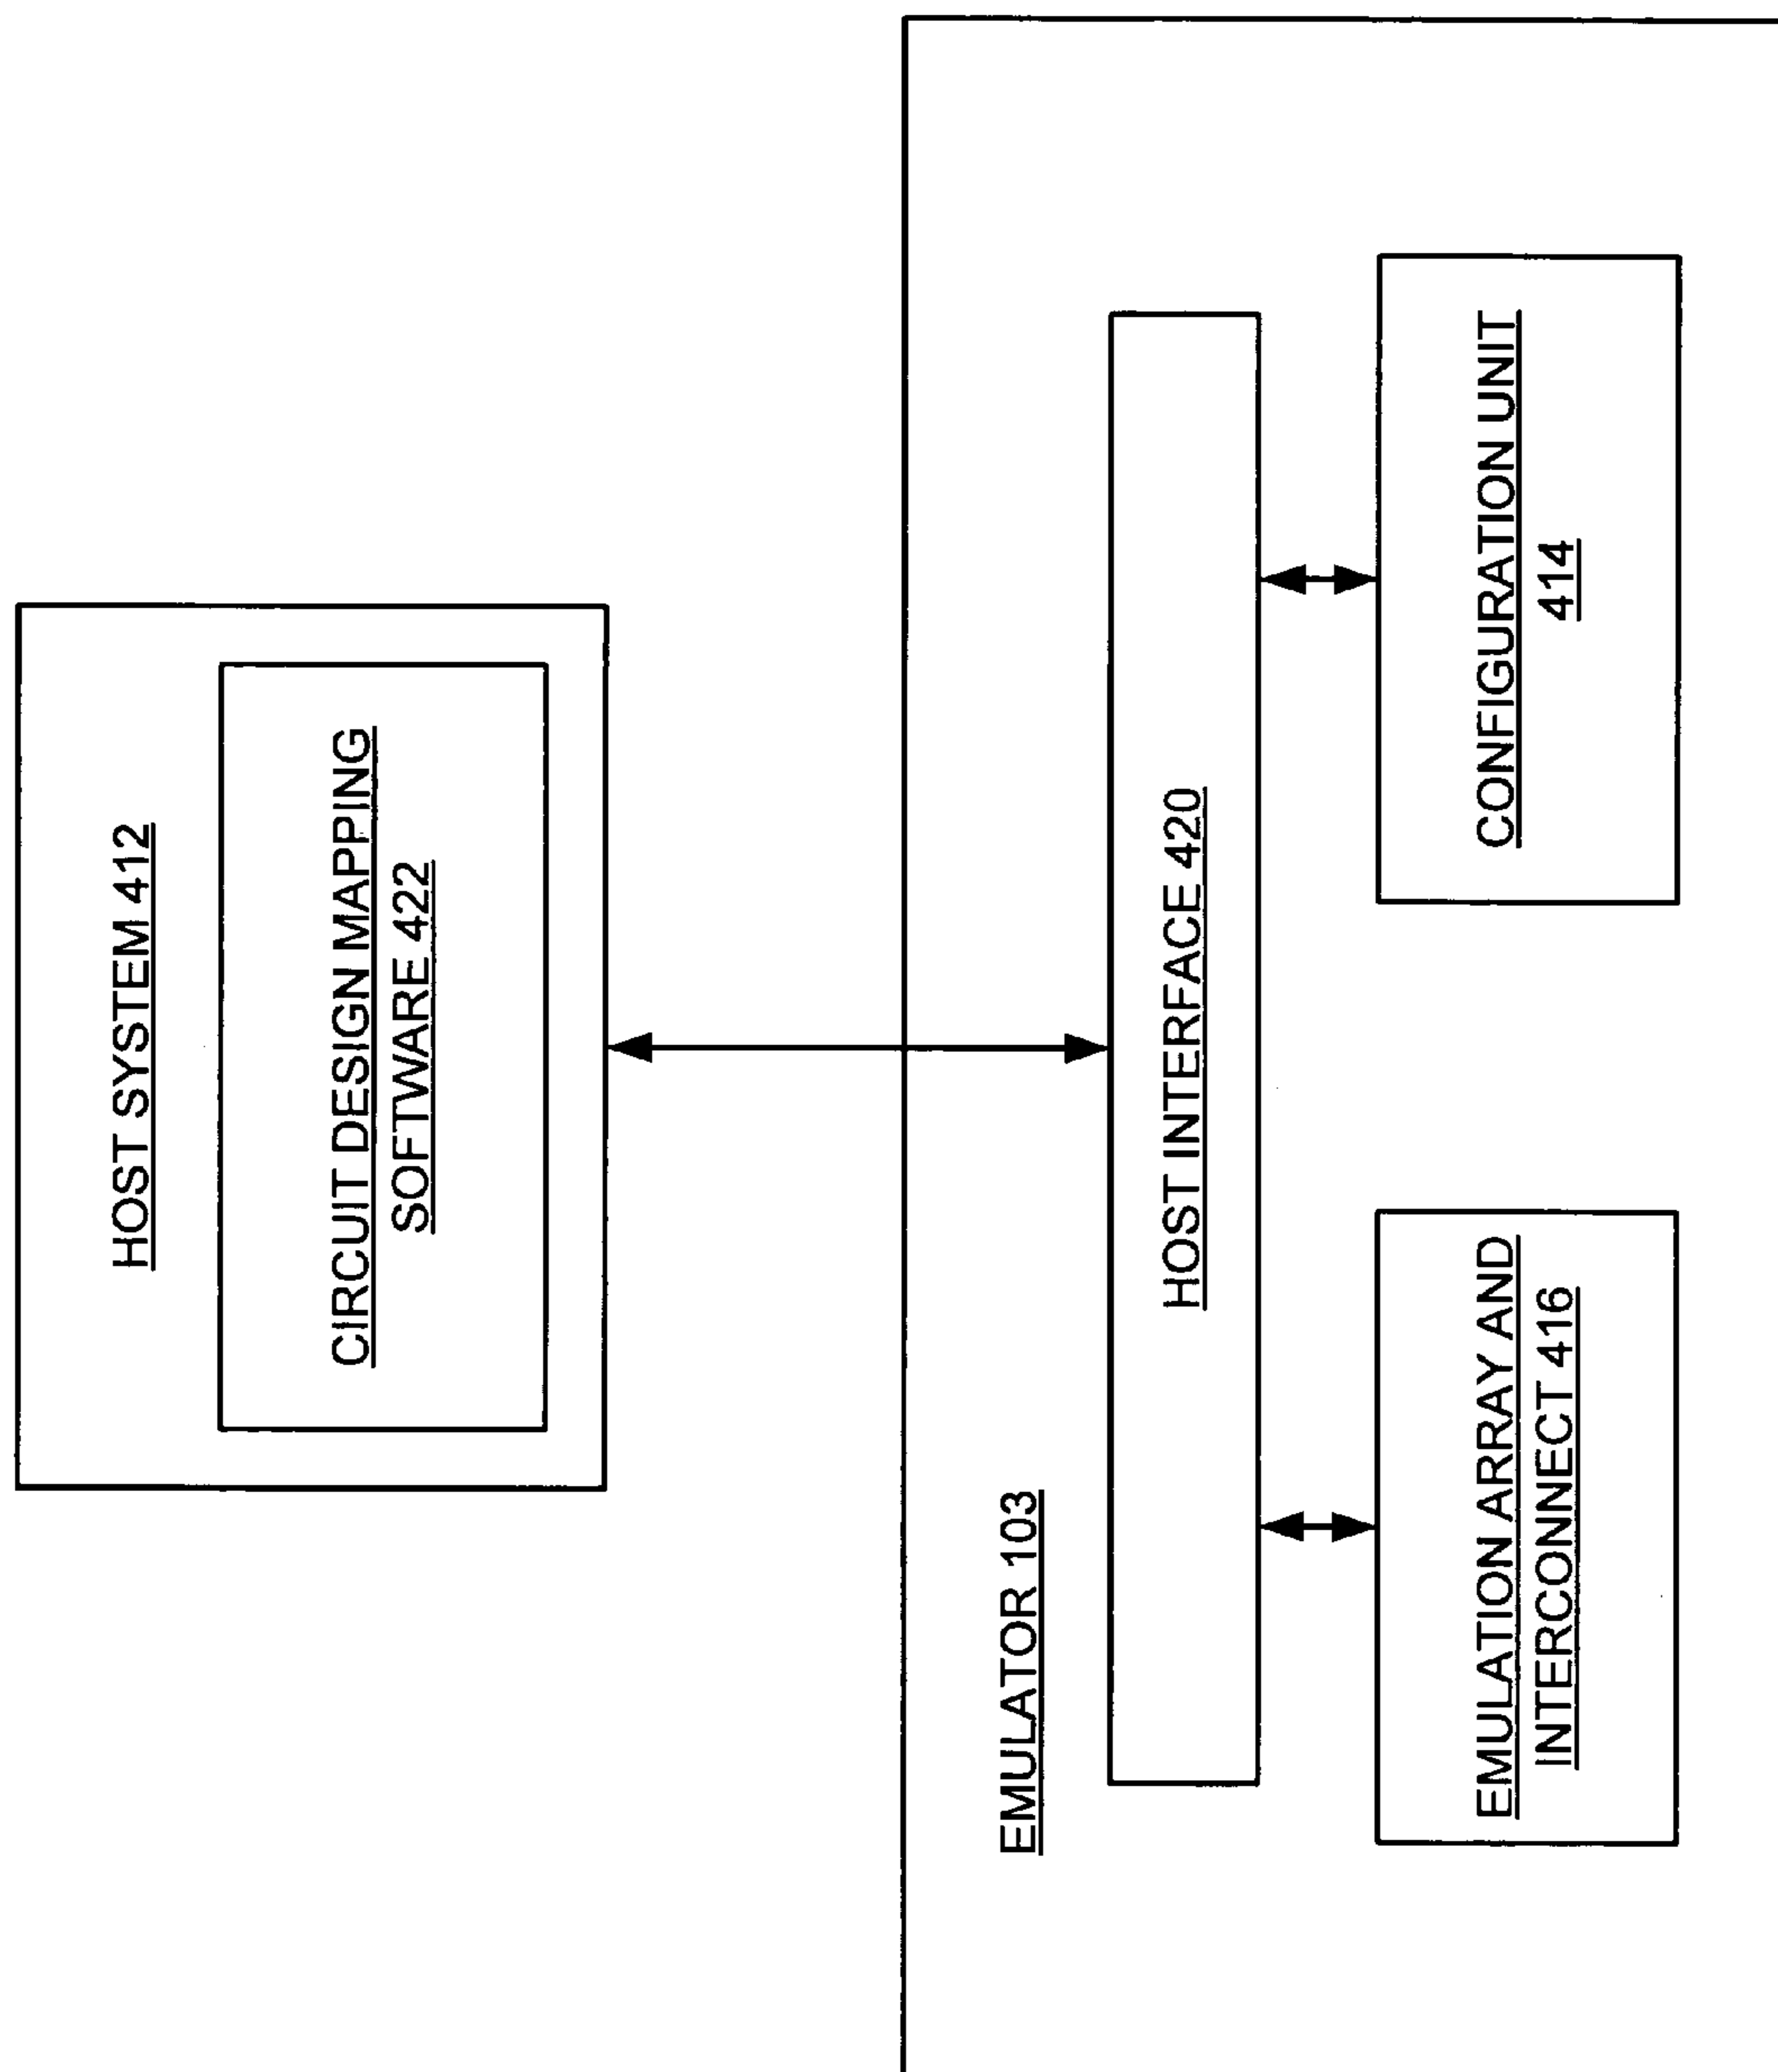 HOST SYSTEM 412
CIRCUIT DESIGN MAPPING
SOFTWARE 422
EMULATOR 103
HOST INTERFACE 420
EMULATION ARRAY AND
INTERCONNECT 416
CONFIGURATION UNIT
414